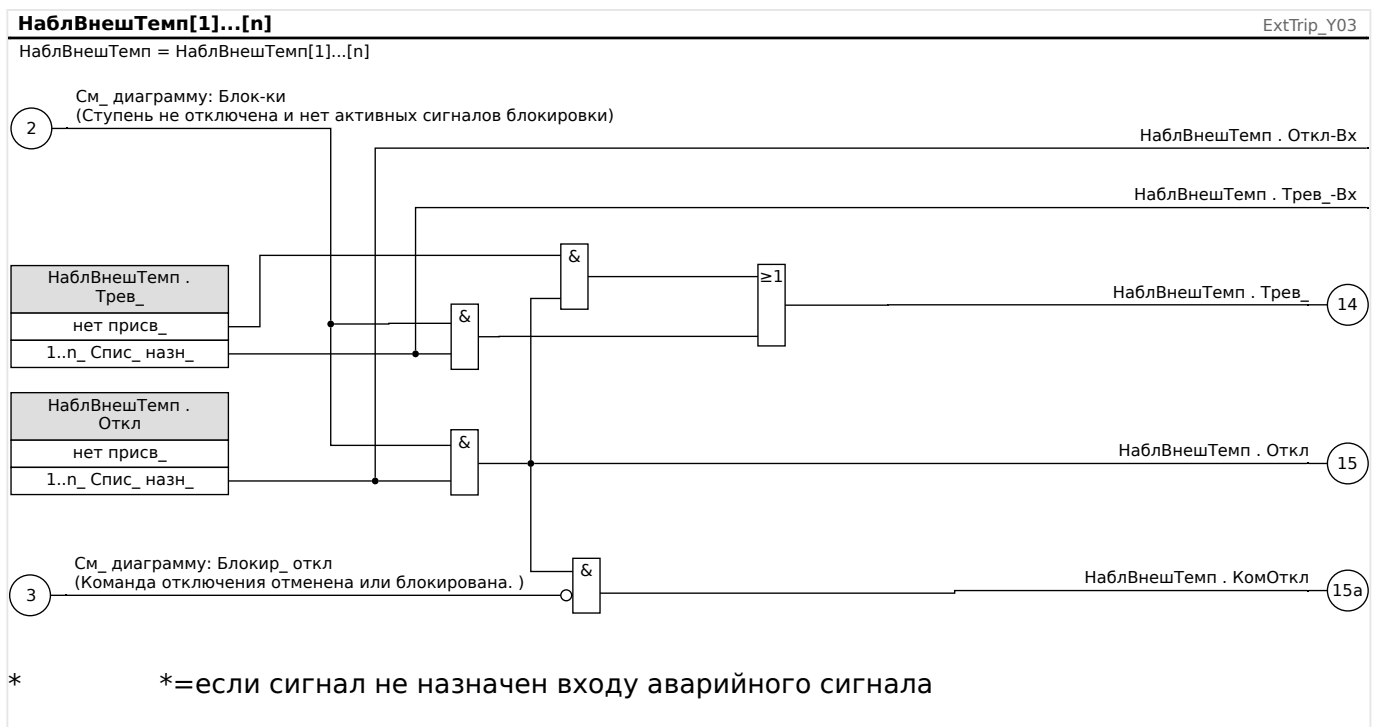 НаблВнешТемп[1]...[n]
ExtTrip_Y03
НаблВнешТемп = НаблВнешТемп[1]...[n]
См_ диаграмму: Блок-ки
(Ступень не отключена и нет активных сигналов блокировки)
2
НаблВнешТемп . Откл-Вх
НаблВнешТемп . Трев_-Вх
&
НаблВнешТемп .
Трев_
нет присв_
1..n_ Спис_ назн_
&
≥1
НаблВнешТемп . Трев_
14
НаблВнешТемп .
Откл
нет присв_
1..n_ Спис_ назн_
&
НаблВнешТемп . Откл
15
См_ диаграмму: Блокир_ откл
(Команда отключения отменена или блокирована. )
3
&
НаблВнешТемп . КомОткл
15a
* *=если сигнал не назначен входу аварийного сигнала